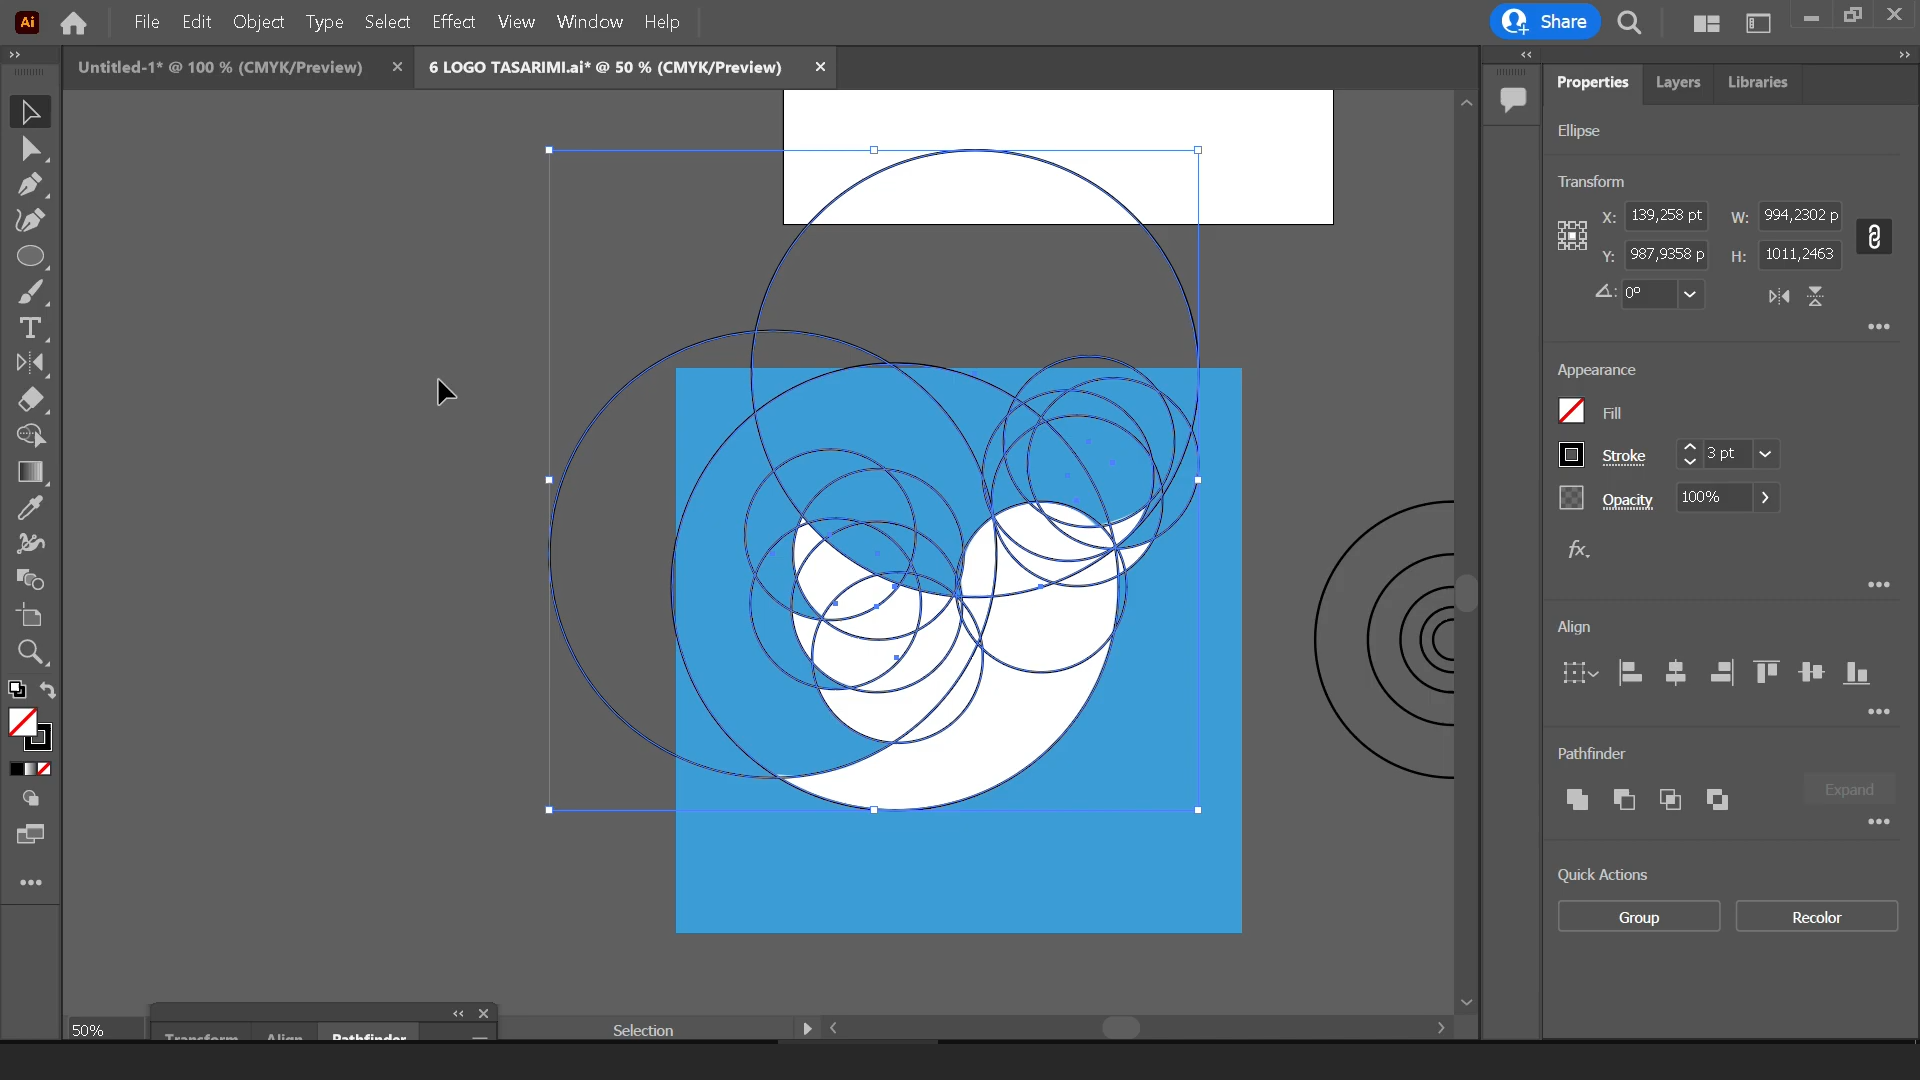 Ai File Edit Object Type Select Effect View Window Help Share
Untitled-1* @ 100 % (CMYK/Preview)
6 LOGO TASARIMI.ai* @ 50 % (CMYK/Preview)
Properties Layers Libraries
Ellipse
Transform
X: 139,258 pt W: 994,2302 p
Y: 987,9358 p H: 1011,2463
0°
Appearance
Fill
Stroke 3 pt
Opacity 100%
fx.
Align
Pathfinder
Expand
Quick Actions
Group Recolor
50%
Transform Align Pathfinder
Selection